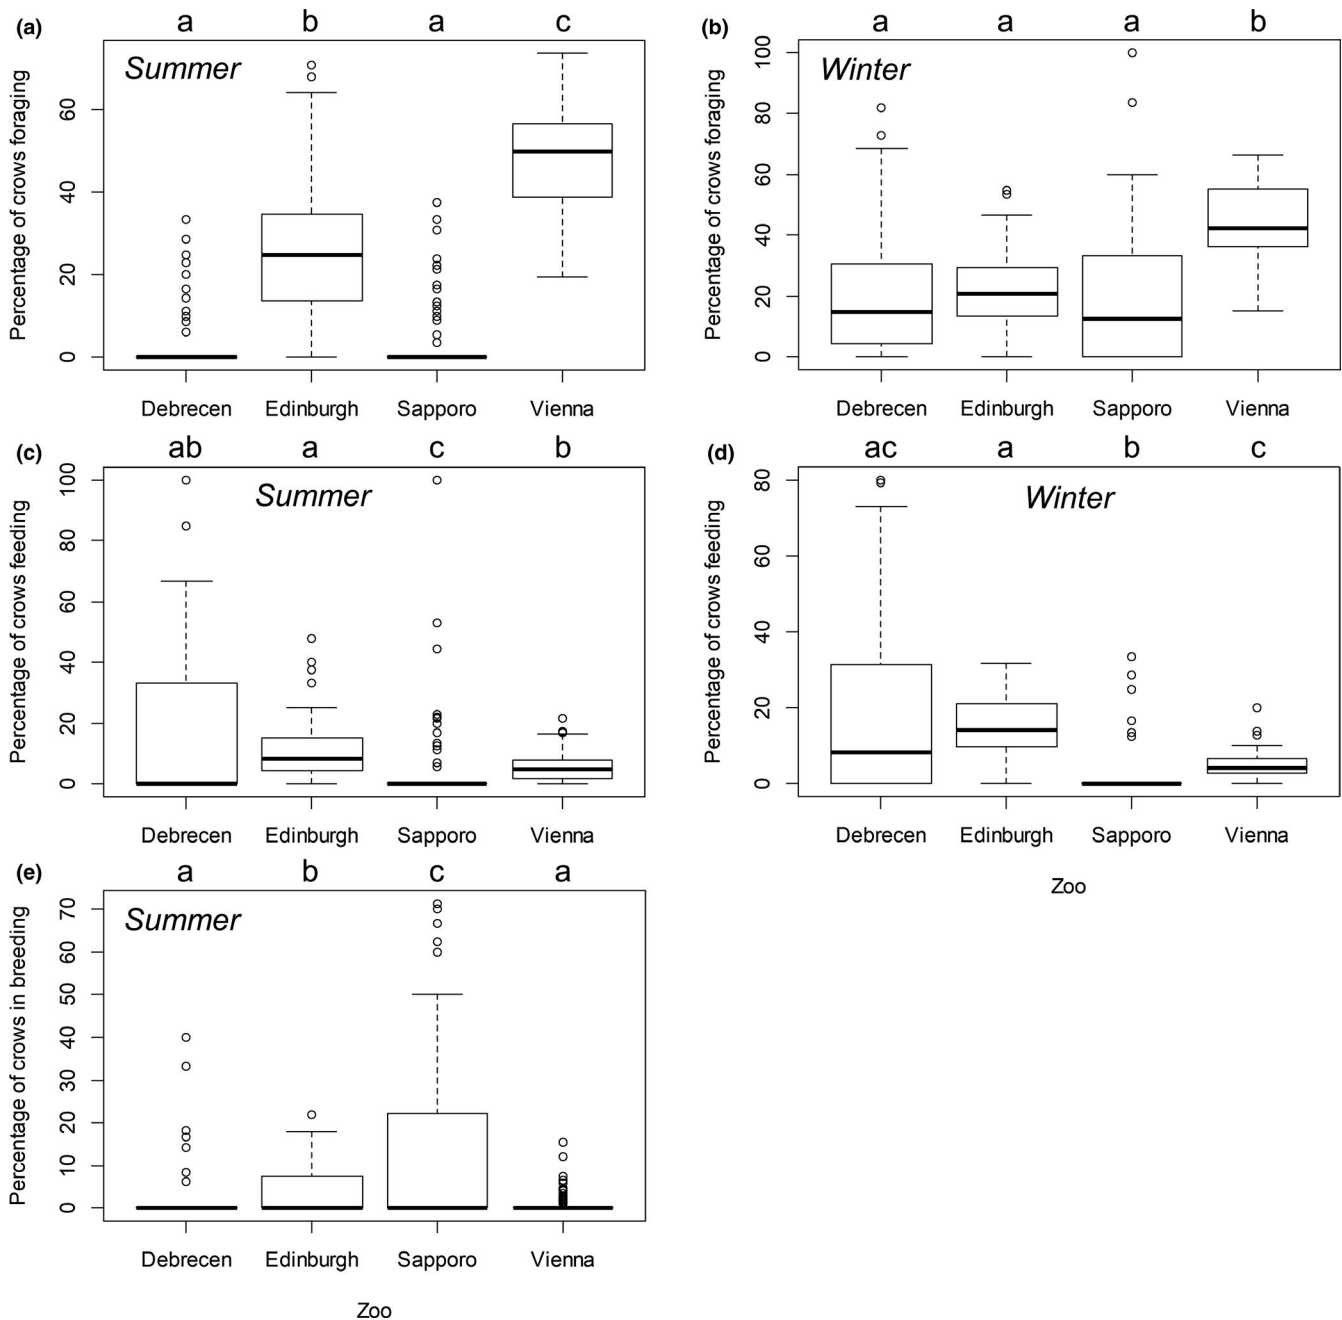 (a) a b a c
Summer
Percentage of crows foraging
60
40
20
0
Debrecen Edinburgh Sapporo Vienna
(b) a a a b
Winter
Percentage of crows foraging
100
80
60
40
20
0
Debrecen Edinburgh Sapporo Vienna
(c) ab a c b
Summer
Percentage of crows feeding
100
80
60
40
20
0
Debrecen Edinburgh Sapporo Vienna
(d) ac a b c
Winter
Percentage of crows feeding
80
60
40
20
0
Debrecen Edinburgh Sapporo Vienna
Zoo
(e) a b c a
Summer
Percentage of crows in breeding
70
60
50
40
30
20
10
0
Debrecen Edinburgh Sapporo Vienna
Zoo